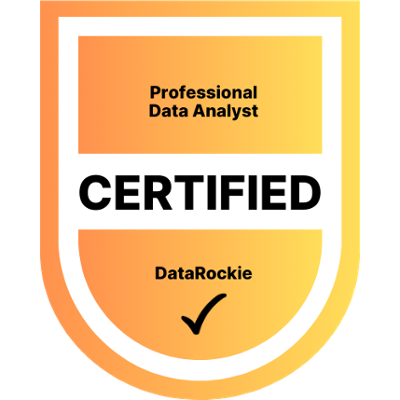 Professional
Data Analyst
CERTIFIED
DataRockie